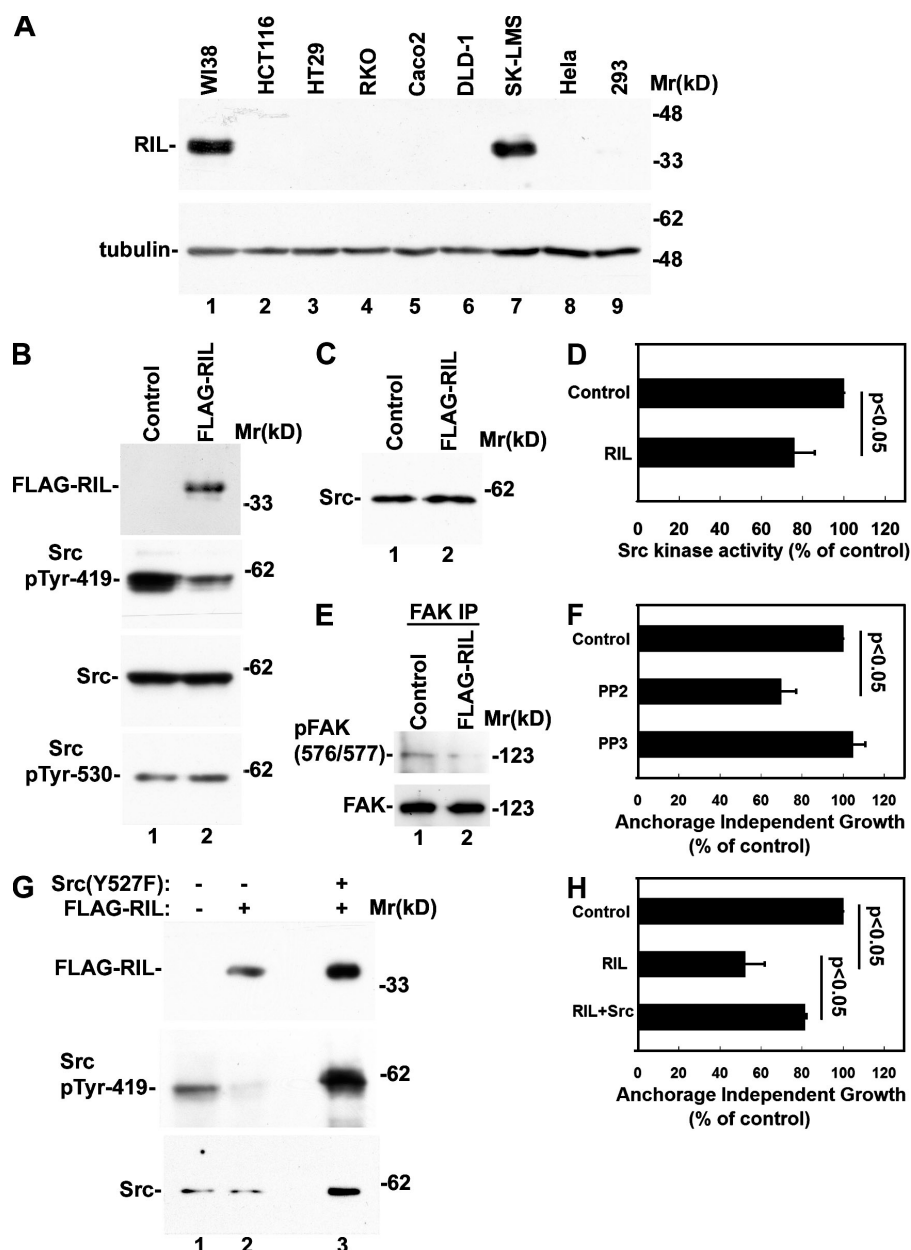 A
WI38 HCT116 HT29 RKO Caco2 DLD-1 SK-LMS Hela 293 Mr(kD)
-48
RIL-
-33
-62
tubulin-
-48
1 2 3 4 5 6 7 8 9
B
Control FLAG-RIL Mr(kD)
FLAG-RIL-
-33
Src
pTyr-419- -62
Src- -62
Src
pTyr-530- -62
1 2
C
Control FLAG-RIL Mr(kD)
Src- -62
1 2
D
Control
RIL
p<0.05
0 20 40 60 80 100 120
Src kinase activity (% of control)
E
FAK IP
Control FLAG-RIL Mr(kD)
pFAK
(576/577)- -123
FAK- -123
1 2
F
Control
PP2
PP3
p<0.05
0 20 40 60 80 100 120
Anchorage Independent Growth
(% of control)
G
Src(Y527F): - - +
FLAG-RIL: - + + Mr(kD)
FLAG-RIL-
-33
Src
pTyr-419- -62
Src- -62
1 2 3
H
Control
RIL
RIL+Src
p<0.05
p<0.05
0 20 40 60 80 100 120
Anchorage Independent Growth
(% of control)